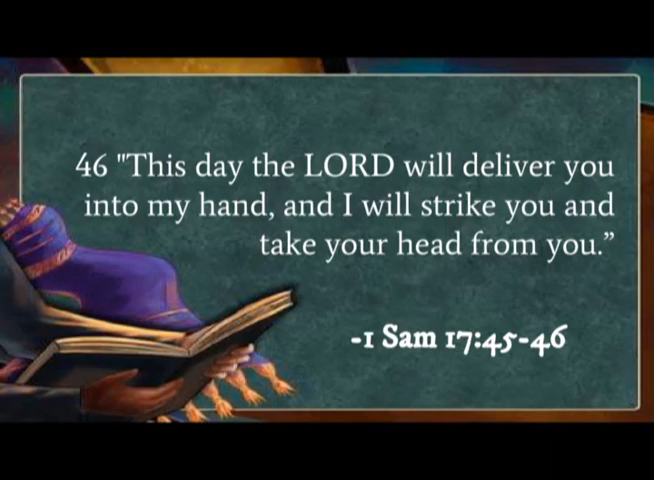 46 "This day the LORD will deliver you
into my hand, and I will strike you and
take your head from you.”
-1 Sam 17:45-46